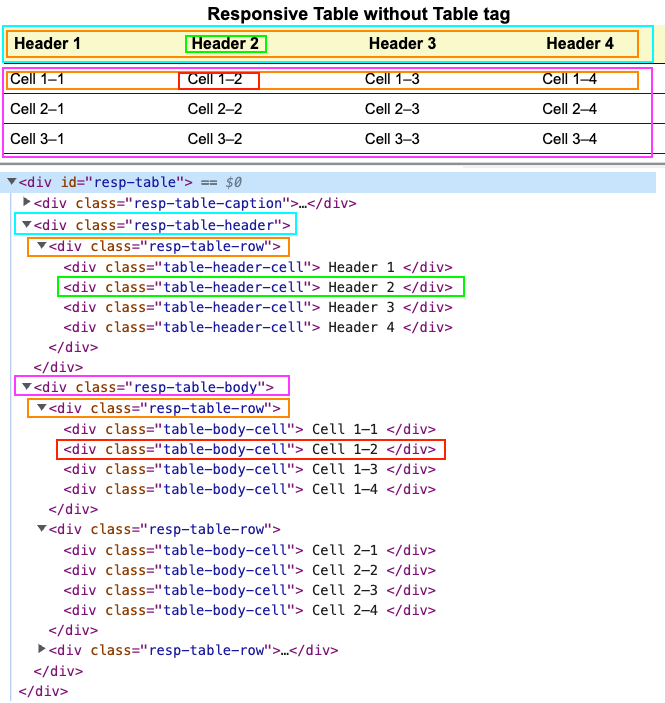 Responsive Table without Table tag
Header 1 Header 2 Header 3 Header 4
Cell 1–1 Cell 1–2 Cell 1–3 Cell 1–4
Cell 2–1 Cell 2–2 Cell 2–3 Cell 2–4
Cell 3–1 Cell 3–2 Cell 3–3 Cell 3–4
▼<div id="resp-table"> == $0
▶<div class="resp-table-caption">…</div>
▼<div class="resp-table-header">
▼<div class="resp-table-row">
<div class="table-header-cell"> Header 1 </div>
<div class="table-header-cell"> Header 2 </div>
<div class="table-header-cell"> Header 3 </div>
<div class="table-header-cell"> Header 4 </div>
</div>
</div>
▼<div class="resp-table-body">
▼<div class="resp-table-row">
<div class="table-body-cell"> Cell 1–1 </div>
<div class="table-body-cell"> Cell 1–2 </div>
<div class="table-body-cell"> Cell 1–3 </div>
<div class="table-body-cell"> Cell 1–4 </div>
</div>
▼<div class="resp-table-row">
<div class="table-body-cell"> Cell 2–1 </div>
<div class="table-body-cell"> Cell 2–2 </div>
<div class="table-body-cell"> Cell 2–3 </div>
<div class="table-body-cell"> Cell 2–4 </div>
</div>
▶<div class="resp-table-row">…</div>
</div>
</div>